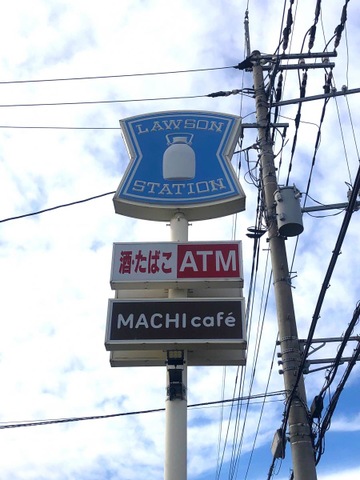 LAWSON
STATION
酒・たばこ ATM
MACHI café